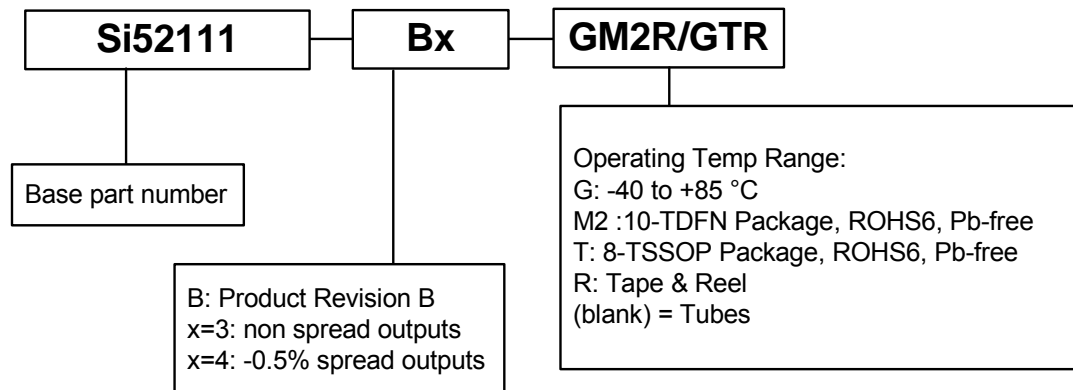 Si52111
Bx
GM2R/GTR
Base part number
B: Product Revision B
x=3: non spread outputs
x=4: -0.5% spread outputs
Operating Temp Range:
G: -40 to +85 °C
M2 :10-TDFN Package, ROHS6, Pb-free
T: 8-TSSOP Package, ROHS6, Pb-free
R: Tape & Reel
(blank) = Tubes